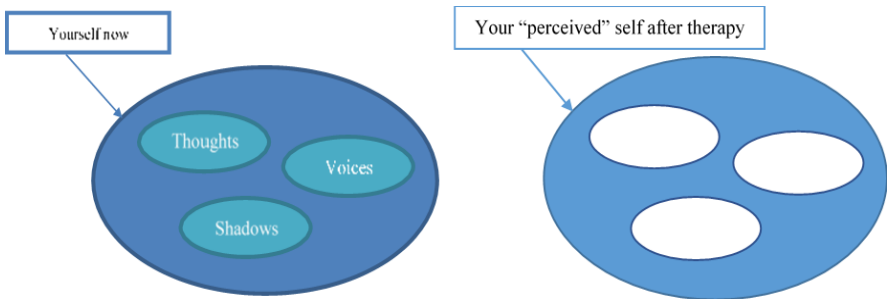 Yourself now
Your “perceived” self after therapy
Thoughts
Voices
Shadows